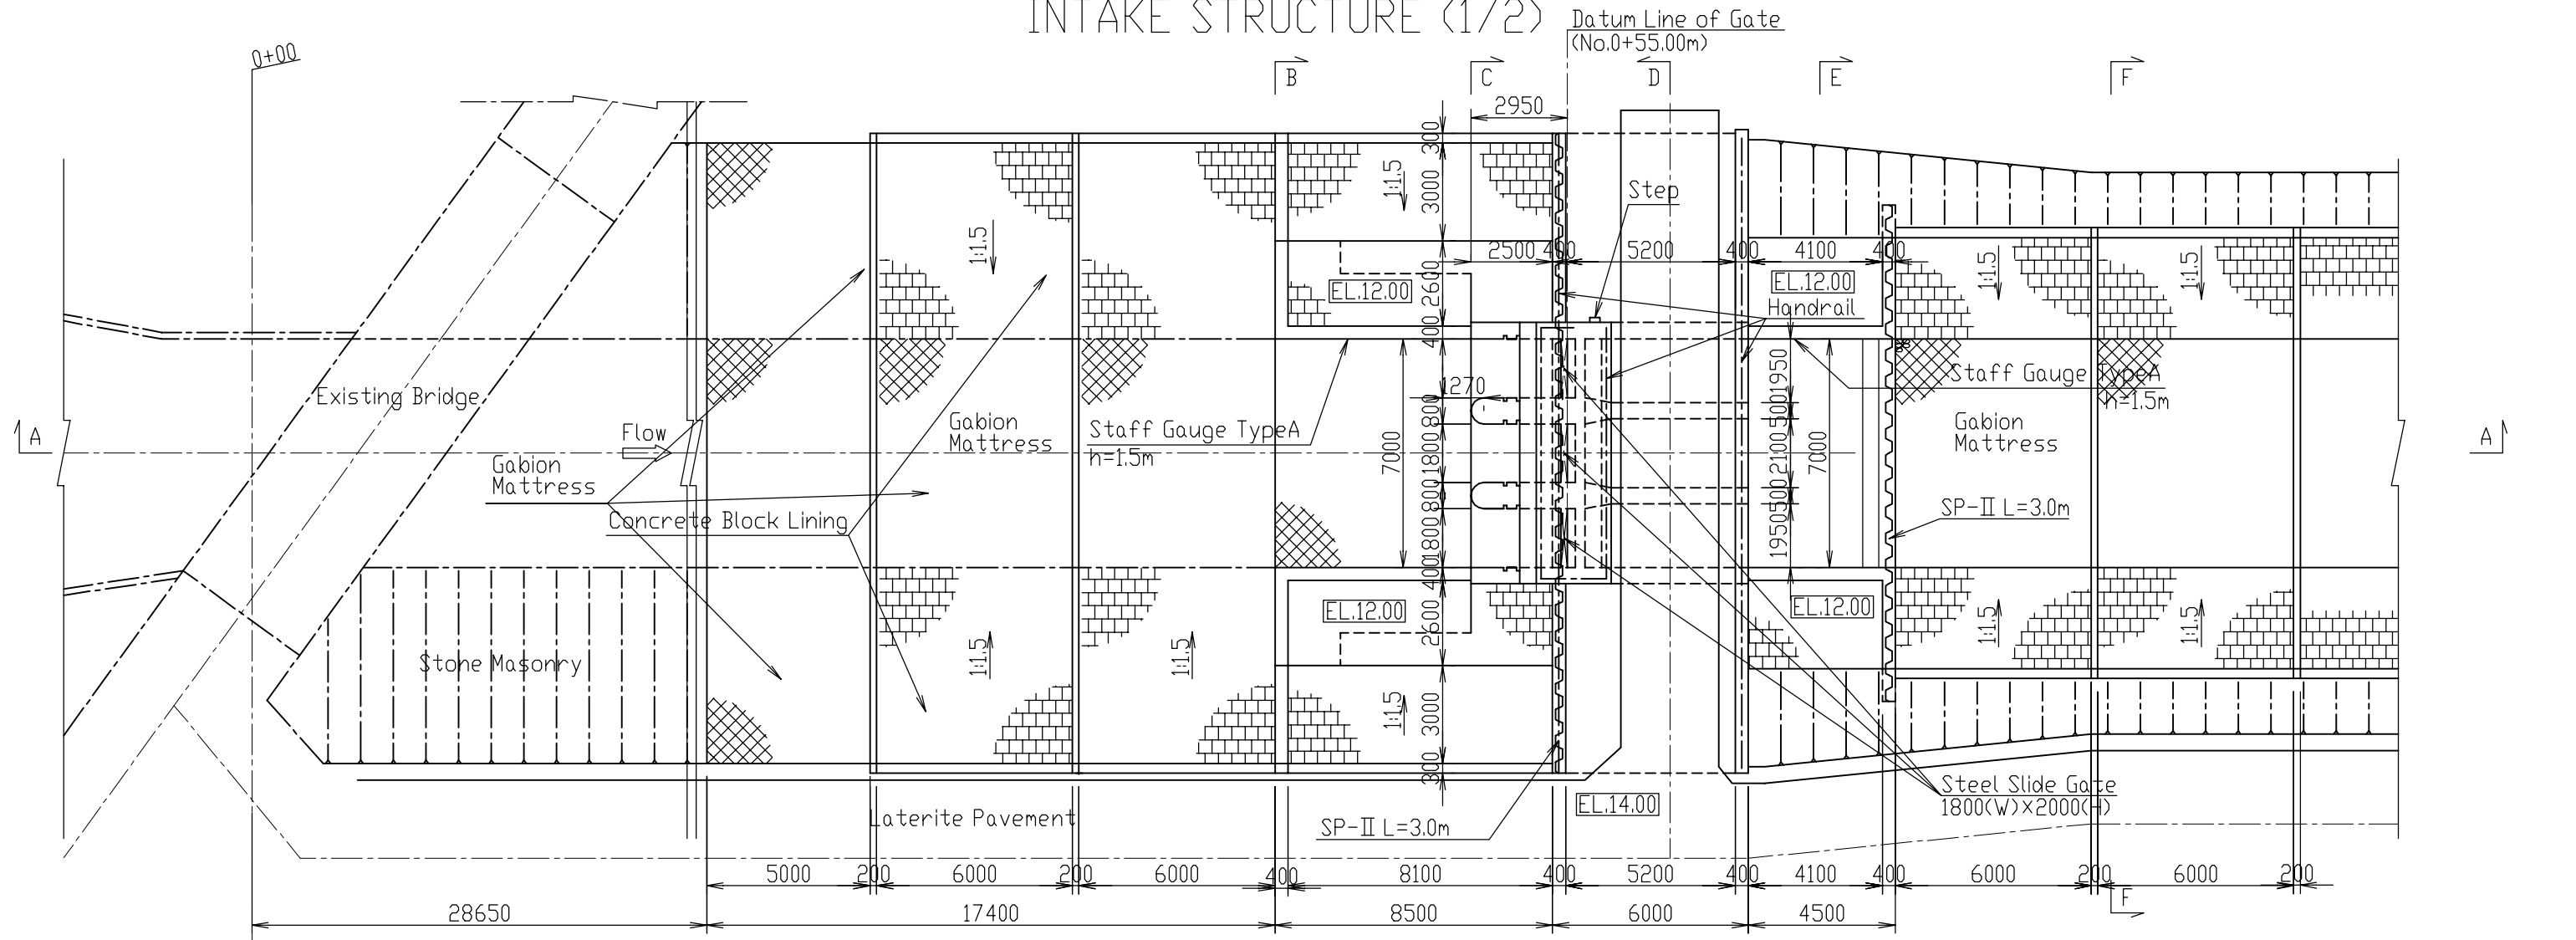 INTAKE STRUCTURE (1/2)
Datum Line of Gate
(No.0+55.00m)
0+00
B
C
D
E
F
2950
300
3000
1:1.5
Step
1:1.5
2500
400
5200
400
4100
400
1:1.5
1:1.5
EL.12.00
2600
EL.12.00
Handrail
400
Existing Bridge
1270
1950
Staff Gauge TypeA
h=1.5m
A
Flow
Gabion
Mattress
Staff Gauge TypeA
h=1.5m
7000
800
1800
800
1800
500
2100
500
1950
7000
Gabion
Mattress
A
Gabion
Mattress
Concrete Block Lining
SP-II L=3.0m
400
EL.12.00
2600
EL.12.00
Stone Masonry
1:1.5
1:1.5
1:1.5
1:1.5
1:1.5
3000
300
Steel Slide Gate
1800(W)X2000(H)
EL.14.00
Laterite Pavement
SP-II L=3.0m
5000
200
6000
200
6000
400
8100
400
5200
400
4100
400
6000
200
6000
200
F
28650
17400
8500
6000
4500